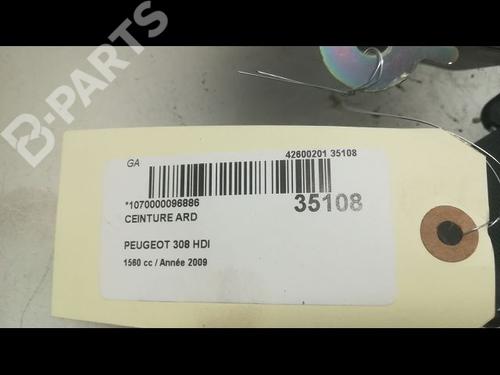 B-PARTS
GA
42600201 35108
*1070000096886
35108
CEINTURE ARD
PEUGEOT 308 HDI
1560 cc / Année 2009